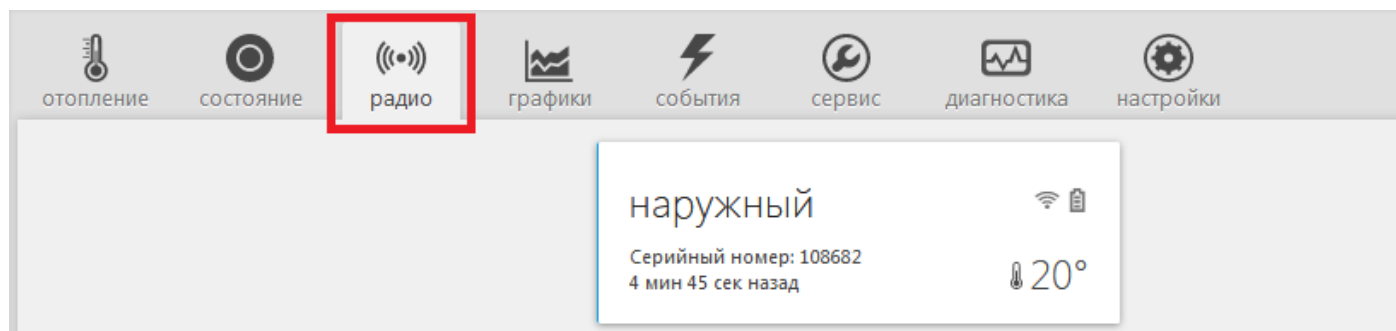 отопление состояние радио графики события сервис диагностика настройки
наружный
Серийный номер: 108682
4 мин 45 сек назад
20°